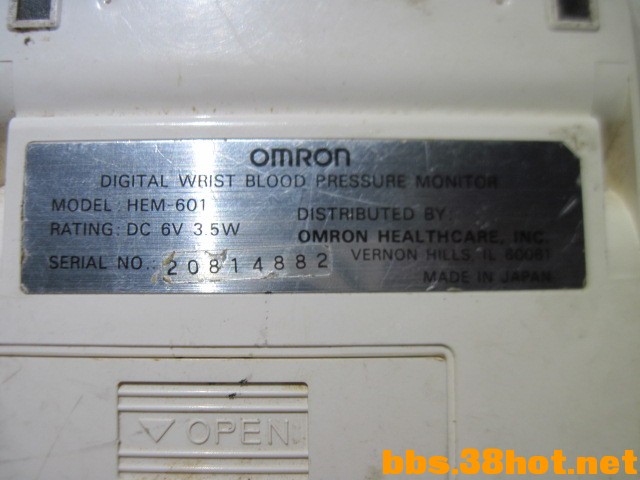 OMRON
DIGITAL WRIST BLOOD PRESSURE MONITOR
MODEL: HEM-601
RATING: DC 6V 3.5W
SERIAL NO.: 20814882
DISTRIBUTED BY
OMRON HEALTHCARE, INC.
VERNON HILLS, IL 60061
MADE IN JAPAN
OPEN
bbs.38hot.net